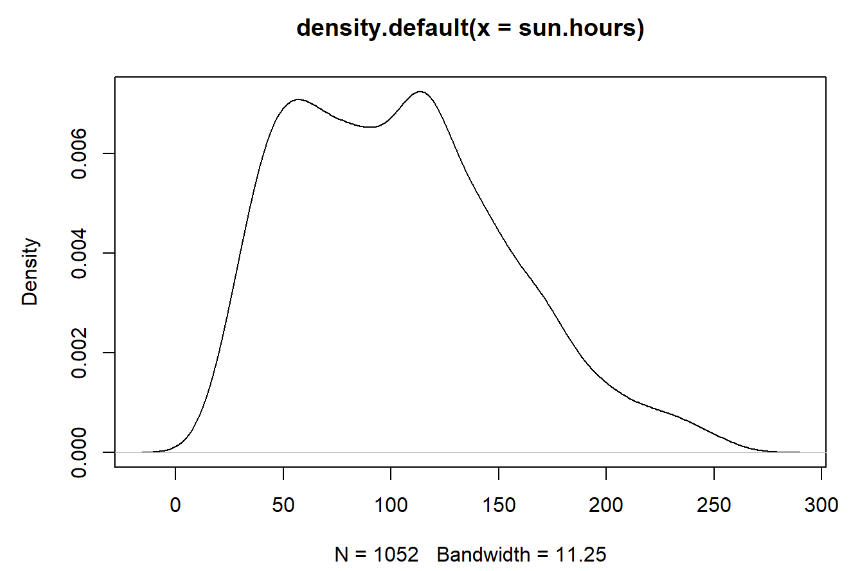 density.default(x = sun.hours)
Density
0.006
0.004
0.002
0.000
0 50 100 150 200 250 300
N = 1052 Bandwidth = 11.25